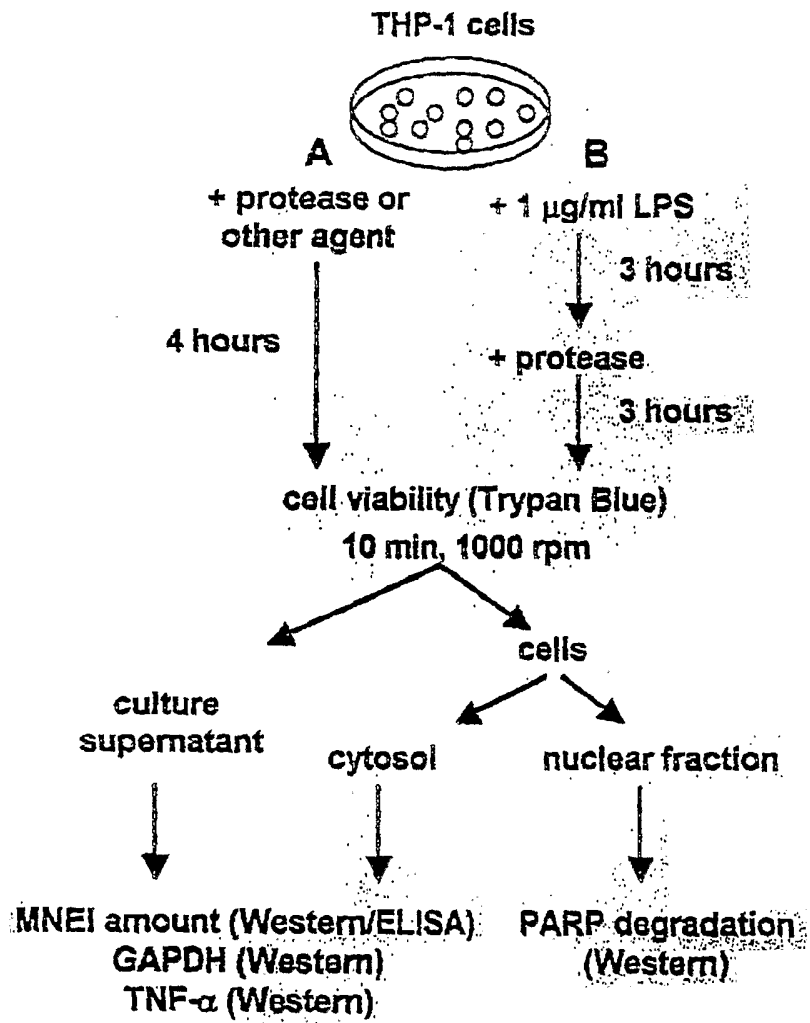 THP-1 cells
A
B
+ protease or
other agent
+ 1 µg/ml LPS
3 hours
4 hours
+ protease
3 hours
cell viability (Trypan Blue)
10 min, 1000 rpm
cells
culture
supernatant
cytosol
nuclear fraction
MNEI amount (Western/ELISA)
GAPDH (Western)
TNF-α (Western)
PARP degradation
(Western)